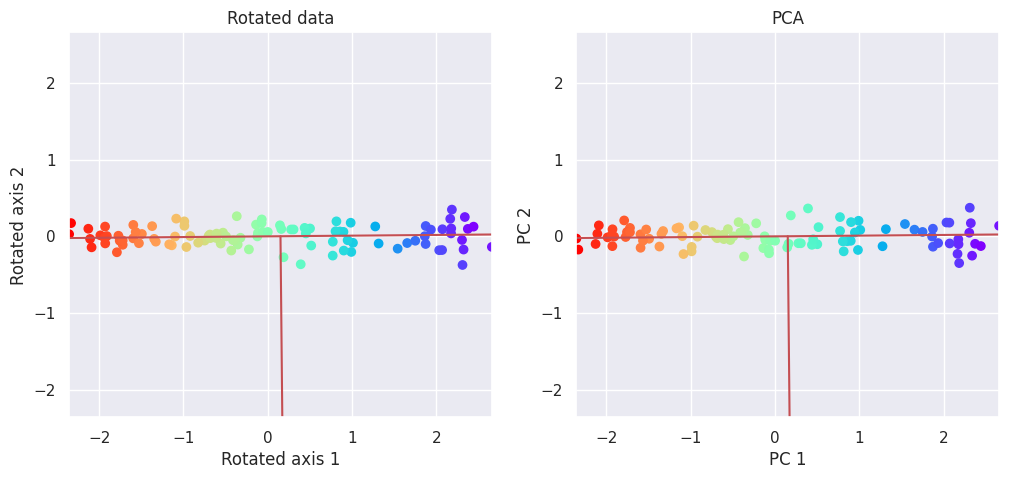 Rotated data
2
1
0
−1
−2
Rotated axis 2
−2 −1 0 1 2
Rotated axis 1
PCA
2
1
0
−1
−2
PC 2
−2 −1 0 1 2
PC 1